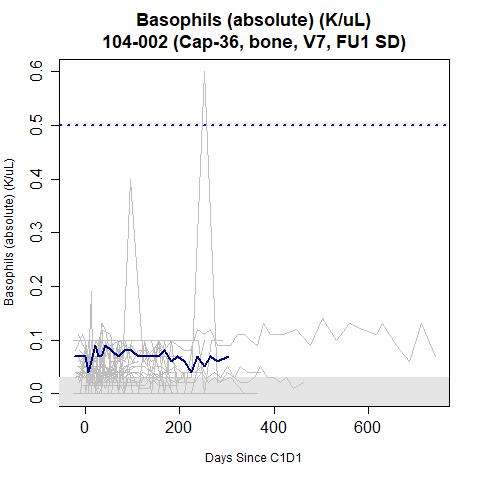 Basophils (absolute) (K/uL)
104-002 (Cap-36, bone, V7, FU1 SD)
Basophils (absolute) (K/uL)
0.6
0.5
0.4
0.3
0.2
0.1
0.0
0 200 400 600
Days Since C1D1